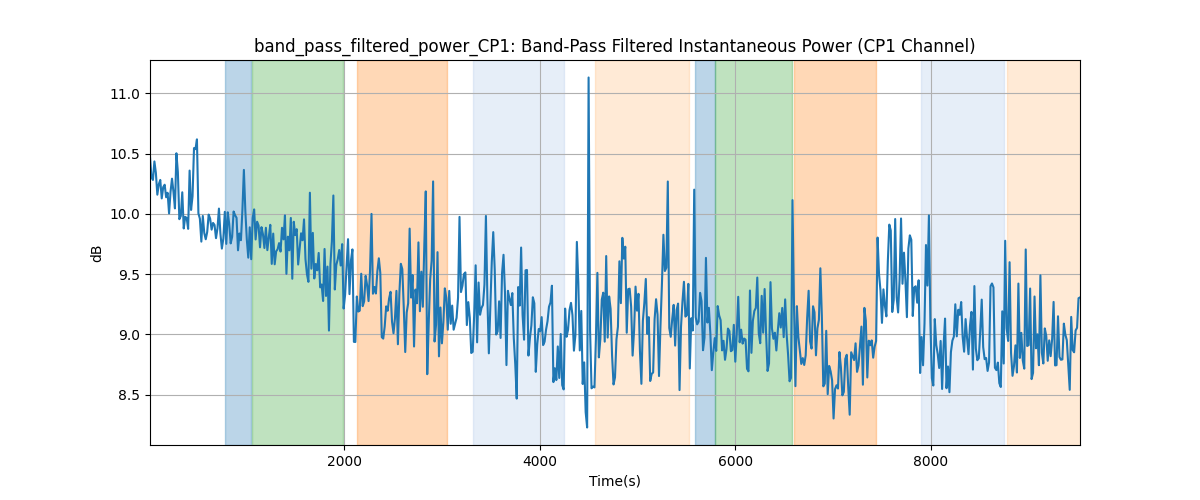 band_pass_filtered_power_CP1: Band-Pass Filtered Instantaneous Power (CP1 Channel)
11.0
10.5
10.0
9.5
9.0
8.5
dB
2000 4000 6000 8000
Time(s)